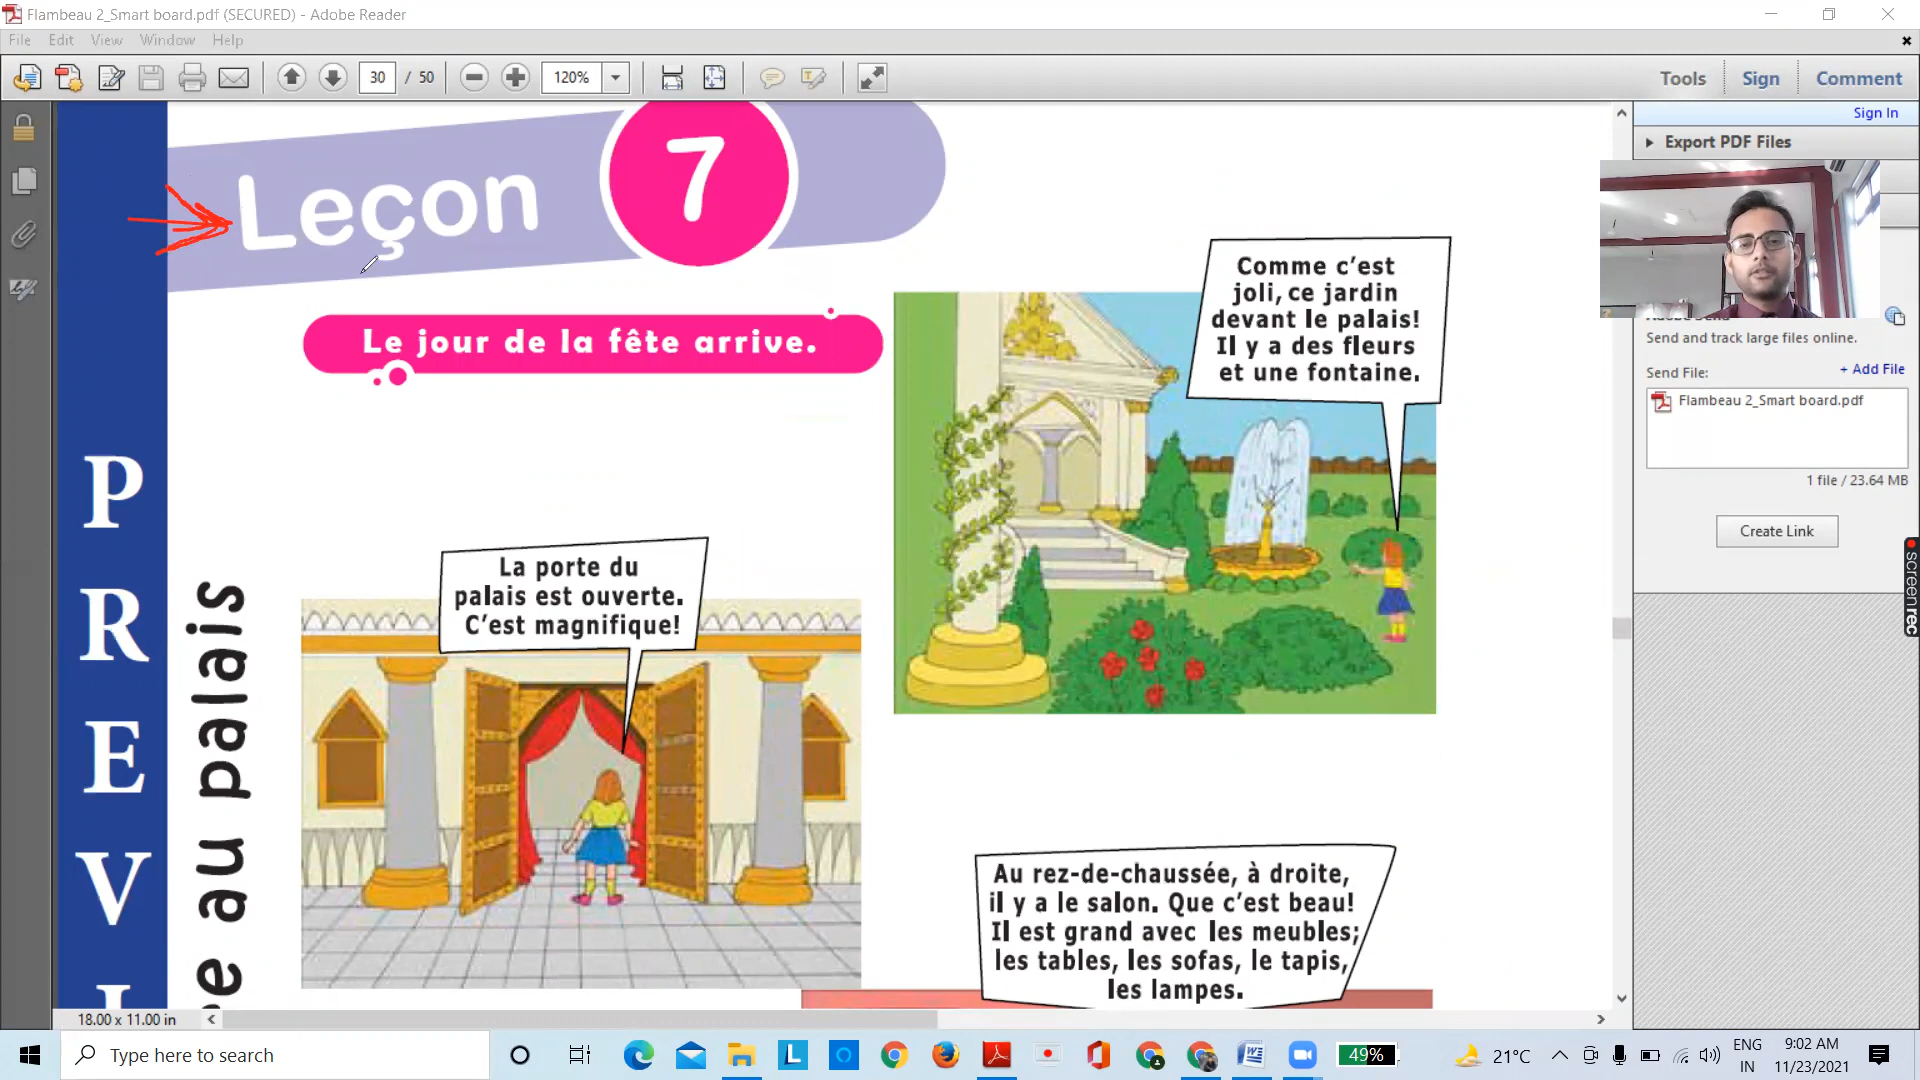 Flambeau 2_Smart board.pdf (SECURED) - Adobe Reader
File Edit View Window Help
30 / 50 120% Tools Sign Comment
Sign In
Export PDF Files
Leçon 7
Le jour de la fête arrive.
Comme c'est
joli, ce jardin
devant le palais!
Il y a des fleurs
et une fontaine.
La porte du
palais est ouverte.
C'est magnifique!
Au rez-de-chaussée, à droite,
il y a le salon. Que c'est beau!
Il est grand avec les meubles;
les tables, les sofas, le tapis,
les lampes.
PREV
au palais
Send and track large files online.
Send File: + Add File
Flambeau 2_Smart board.pdf
1 file / 23.64 MB
Create Link
screenrec
18.00 x 11.00 in
Type here to search
49% 21°C ENG 9:02 AM
IN 11/23/2021